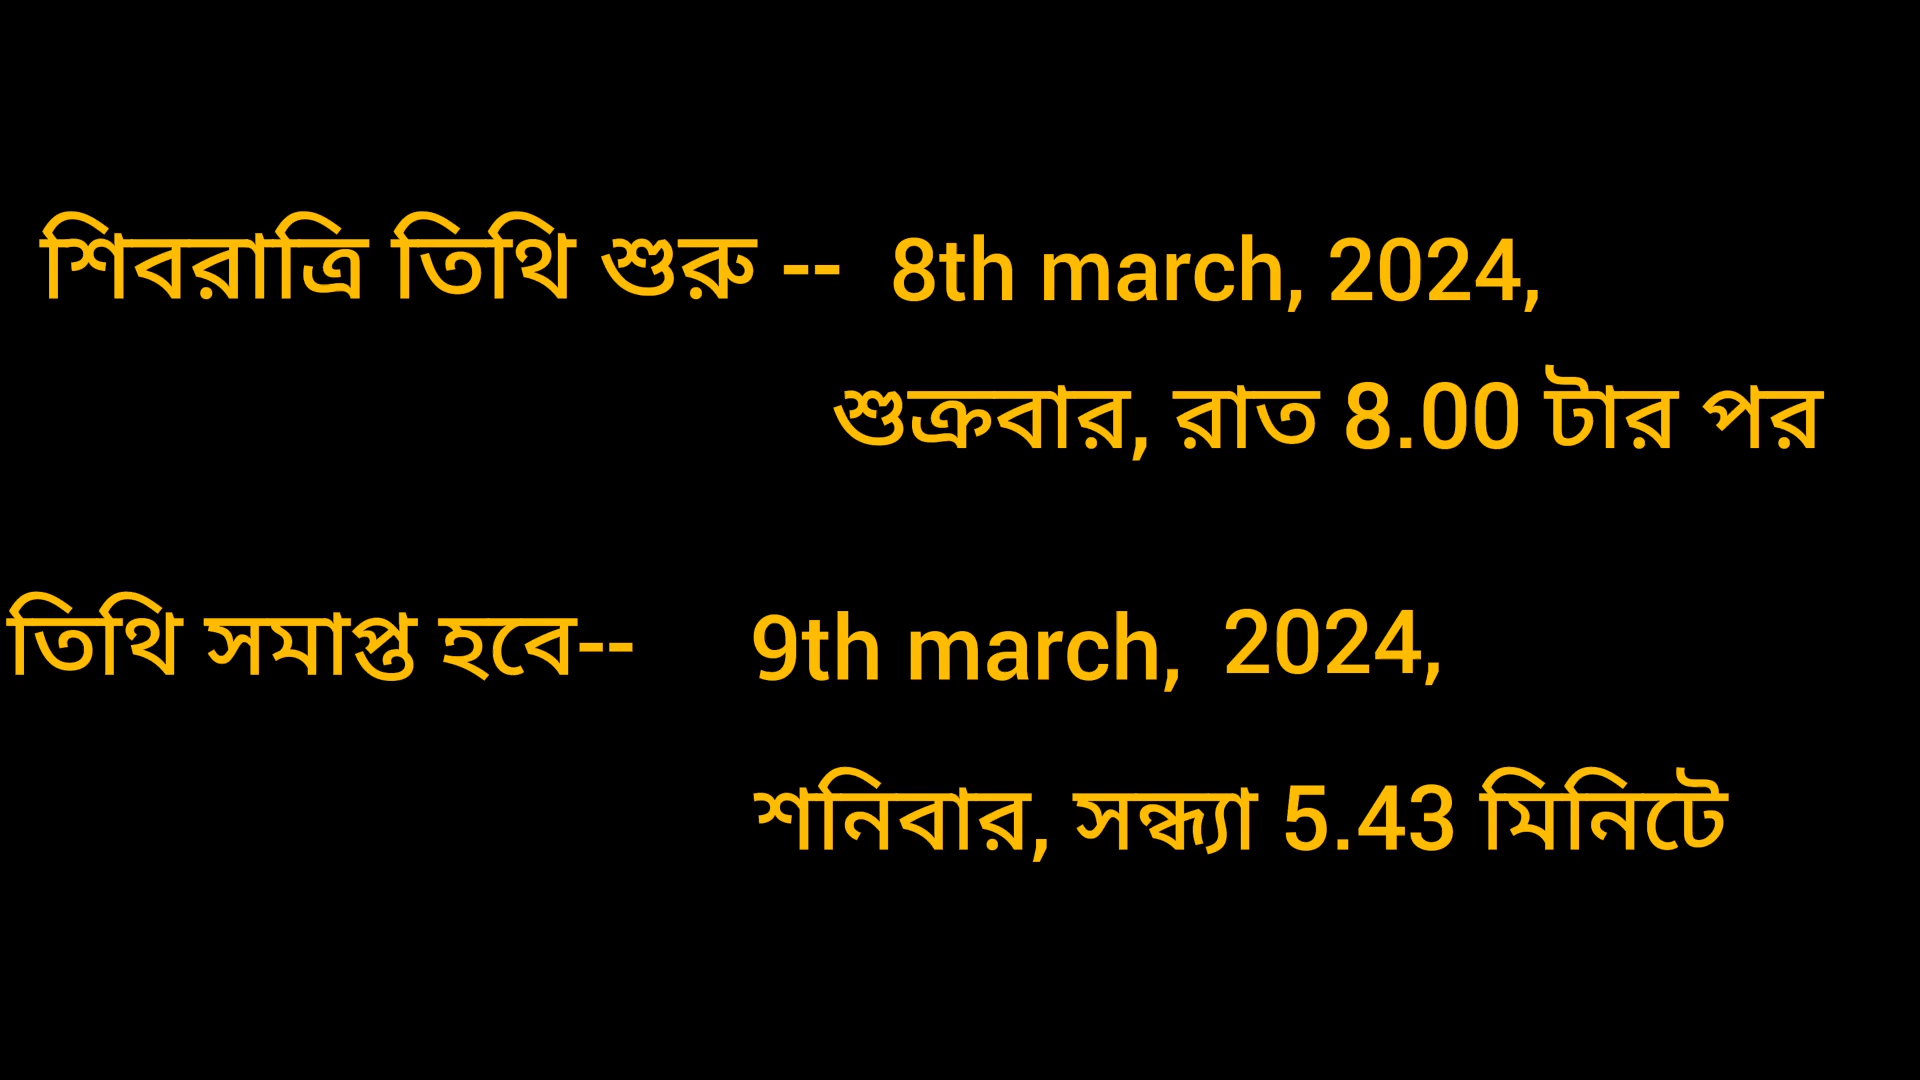 শিবরাত্রি তিথি শুরু -- 8th march, 2024,
শুক্রবার, রাত 8.00 টার পর
তিথি সমাপ্ত হবে-- 9th march, 2024,
শনিবার, সন্ধ্যা 5.43 মিনিটে